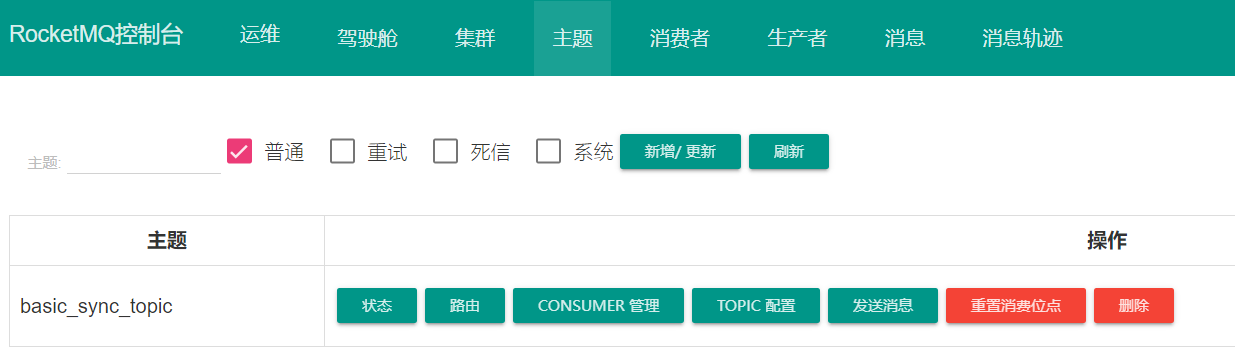 RocketMQ控制台 运维 驾驶舱 集群 主题 消费者 生产者 消息 消息轨迹
主题: 普通 重试 死信 系统 新增/ 更新 刷新
主题 操作
basic_sync_topic 状态 路由 CONSUMER 管理 TOPIC 配置 发送消息 重置消费位点 删除